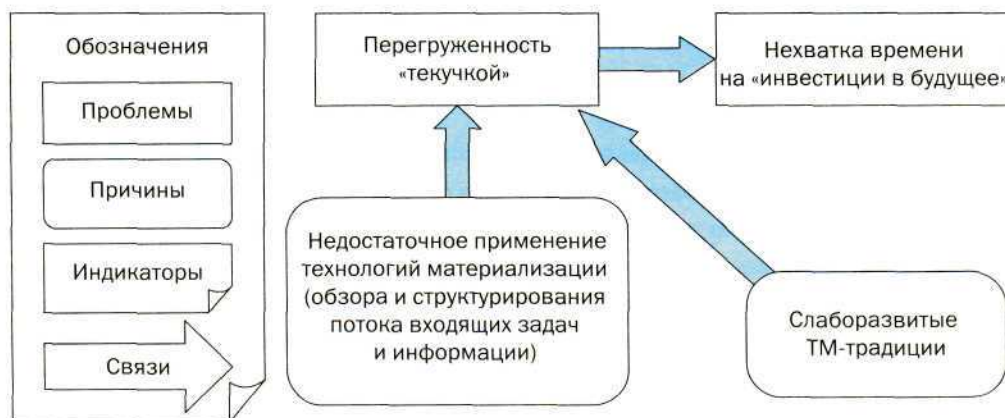 Обозначения
Проблемы
Причины
Индикаторы
Связи
Перегруженность
«текучкой»
Нехватка времени
на «инвестиции в будущее»
Недостаточное применение
технологий материализации
(обзора и структурирования
потока входящих задач
и информации)
Слаборазвитые
ТМ-традиции